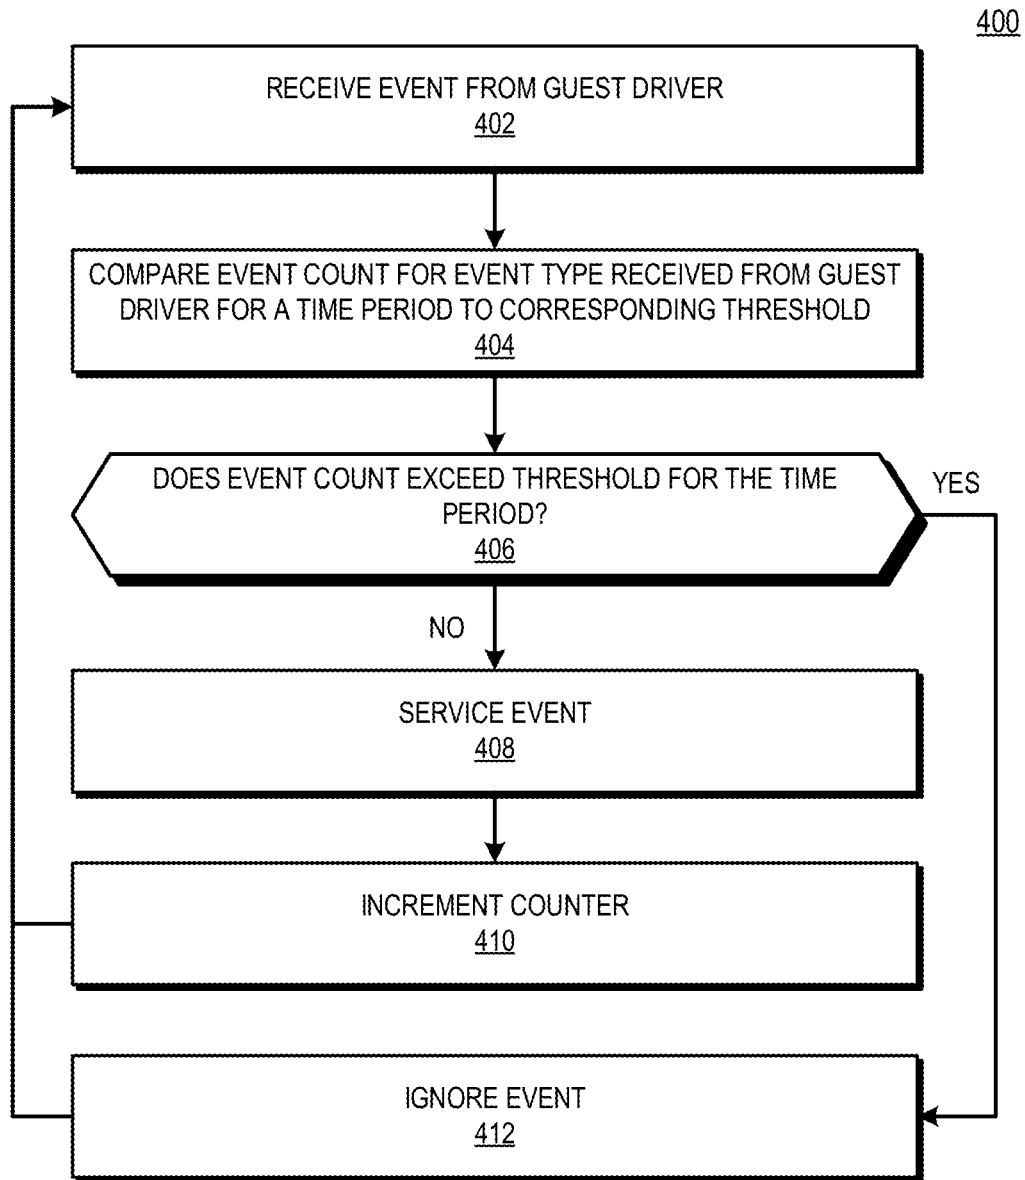 400
RECEIVE EVENT FROM GUEST DRIVER
402
COMPARE EVENT COUNT FOR EVENT TYPE RECEIVED FROM GUEST
DRIVER FOR A TIME PERIOD TO CORRESPONDING THRESHOLD
404
DOES EVENT COUNT EXCEED THRESHOLD FOR THE TIME
PERIOD?
406
YES
NO
SERVICE EVENT
408
INCREMENT COUNTER
410
IGNORE EVENT
412